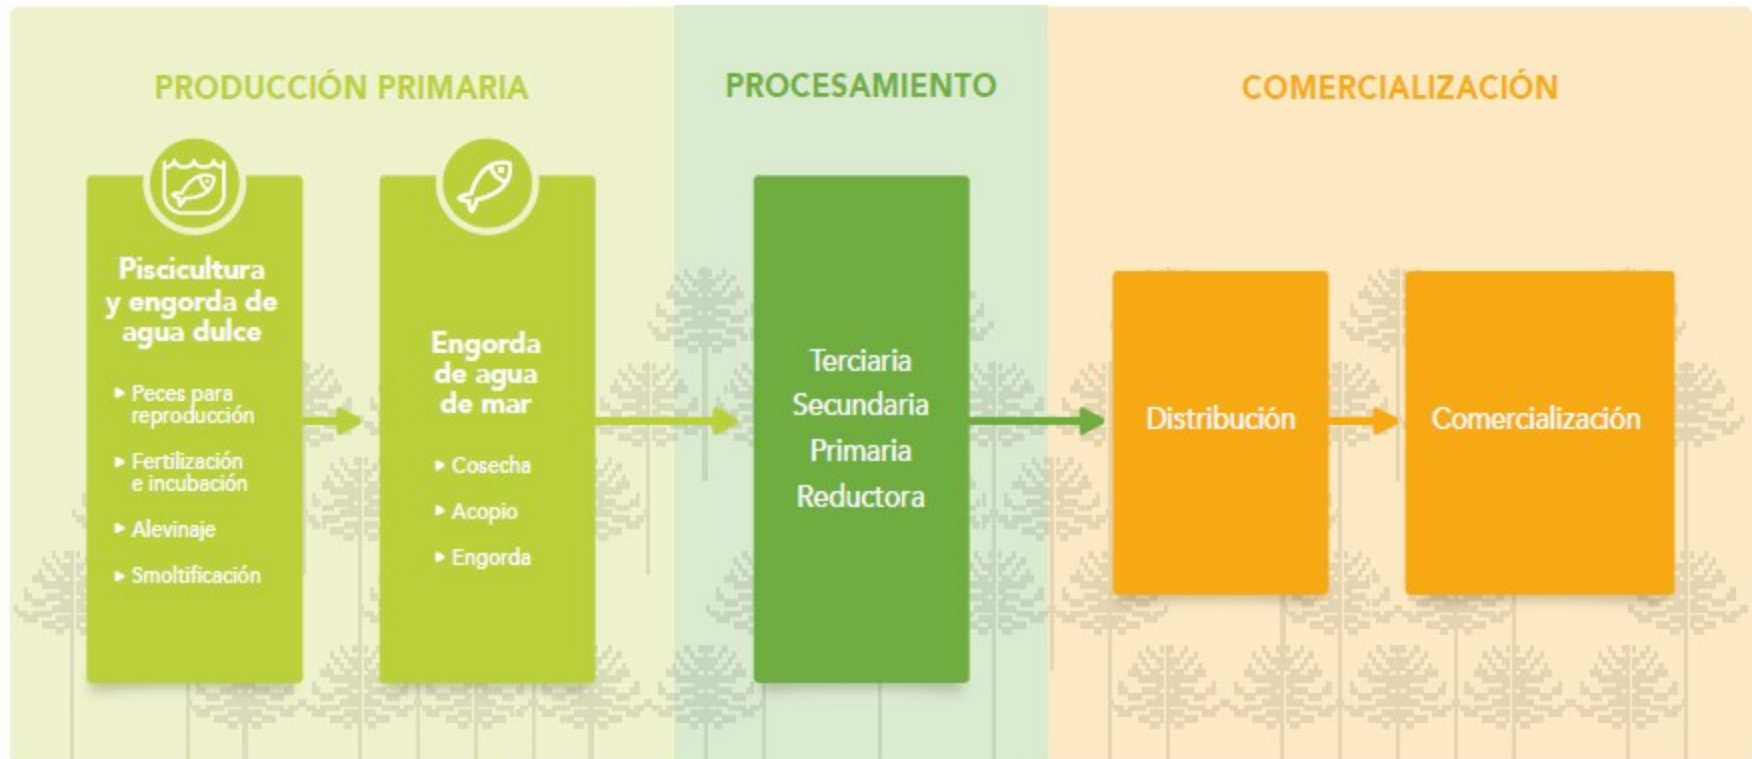 PRODUCCIÓN PRIMARIA
Piscicultura
y engorda de
agua dulce
▸ Peces para
reproducción
▸ Fertilización
e incubación
▸ Alevinaje
▸ Smoltificación
Engorda
de agua
de mar
▸ Cosecha
▸ Acopio
▸ Engorda
PROCESAMIENTO
Terciaria
Secundaria
Primaria
Reductora
COMERCIALIZACIÓN
Distribución
Comercialización